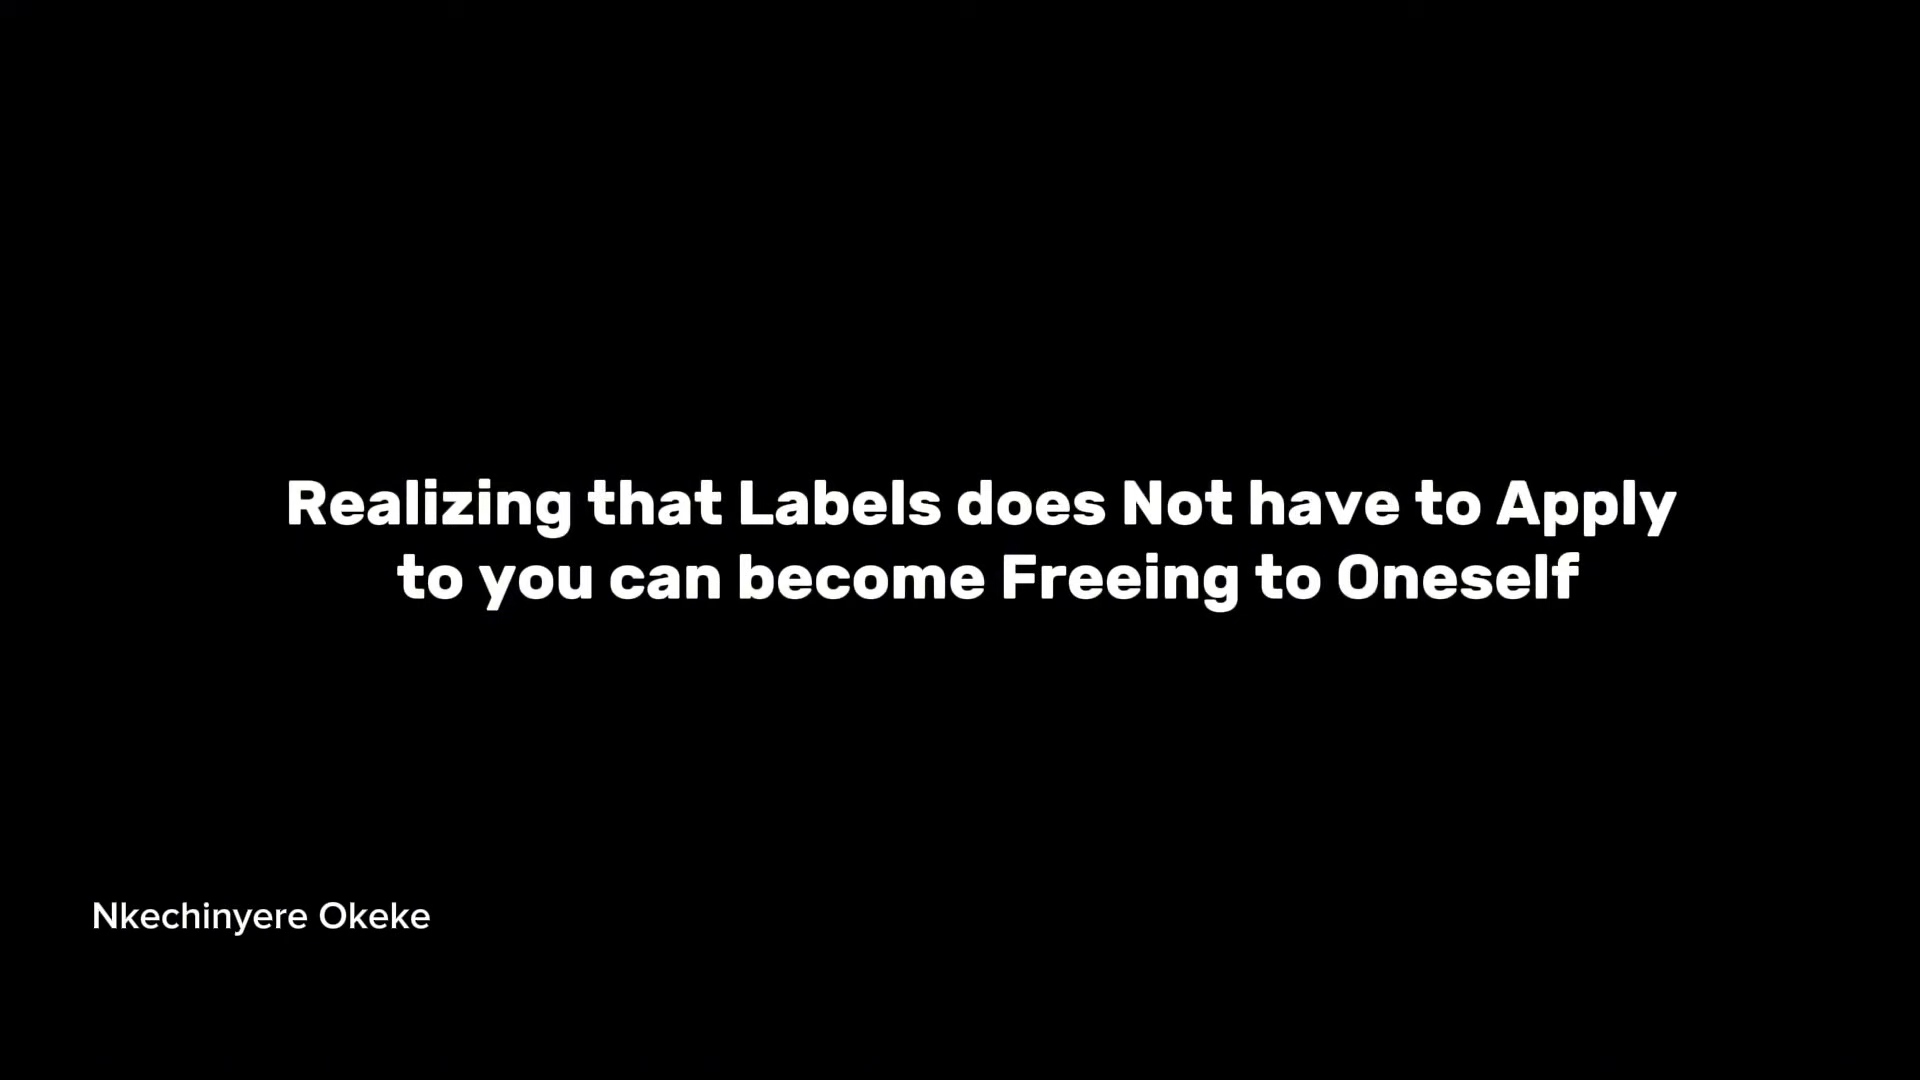 Realizing that Labels does Not have to Apply
to you can become Freeing to Oneself
Nkechinyere Okeke